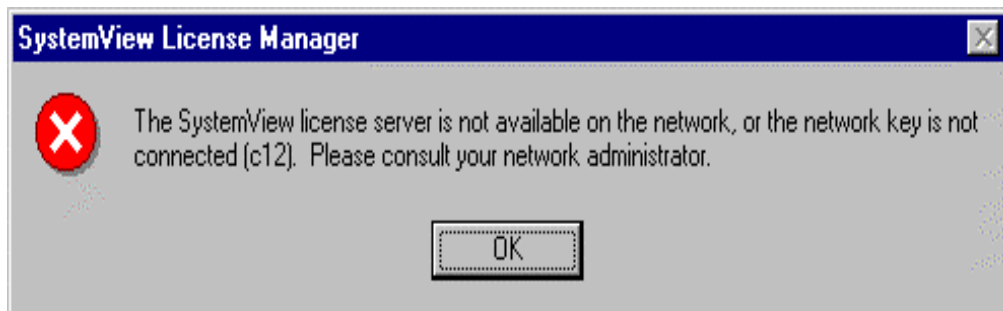 SystemView License Manager
The SystemView license server is not available on the network, or the network key is not
connected (c12).  Please consult your network administrator.
OK